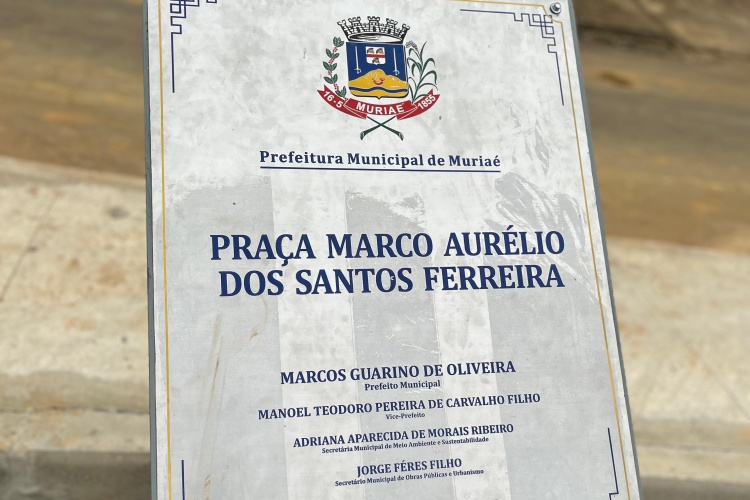 16-5 MURIAÉ 1855
Prefeitura Municipal de Muriaé
PRAÇA MARCO AURÉLIO
DOS SANTOS FERREIRA
MARCOS GUARINO DE OLIVEIRA
Prefeito Municipal
MANOEL TEODORO PEREIRA DE CARVALHO FILHO
Vice-Prefeito
ADRIANA APARECIDA DE MORAIS RIBEIRO
Secretária Municipal de Meio Ambiente e Sustentabilidade
JORGE FÉRES FILHO
Secretário Municipal de Obras Públicas e Urbanismo